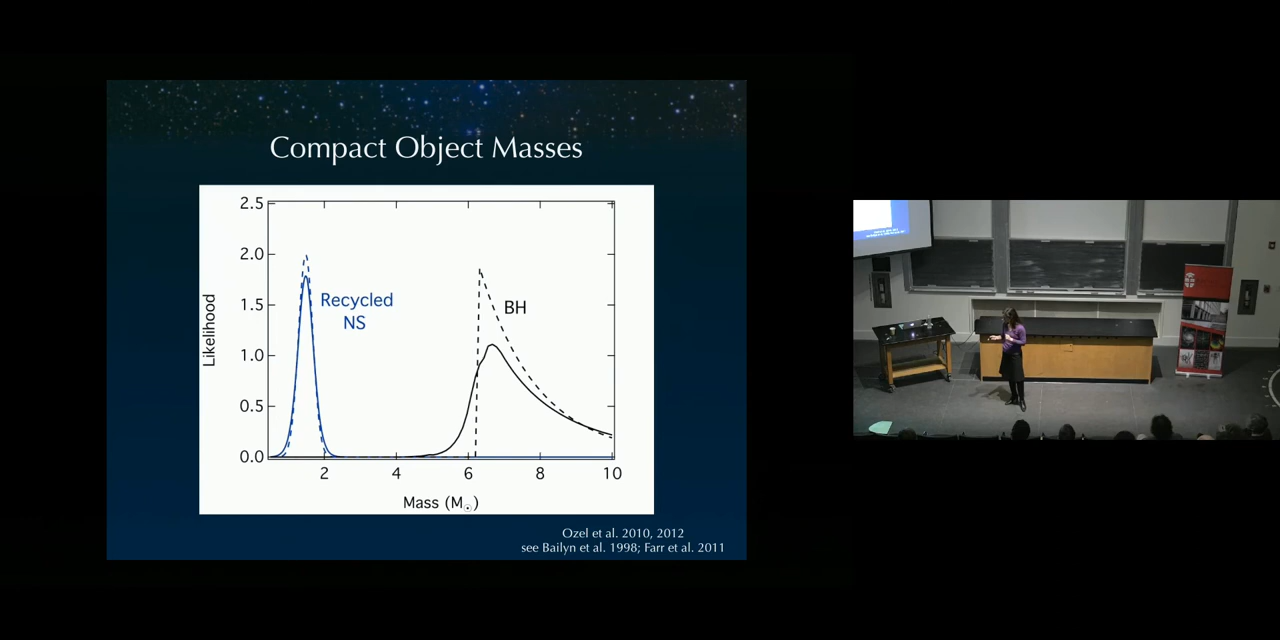 Compact Object Masses
2.5
2.0
1.5
1.0
0.5
0.0
Likelihood
Recycled
NS
BH
2 4 6 8 10
Mass (M⊙)
Ozel et al. 2010, 2012
see Bailyn et al. 1998; Farr et al. 2011